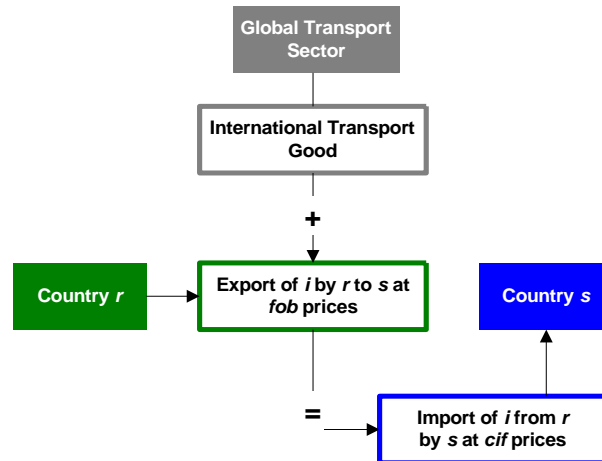 Global Transport
Sector
International Transport
Good
+
Country r
Export of i by r to s at
fob prices
Country s
=
Import of i from r
by s at cif prices